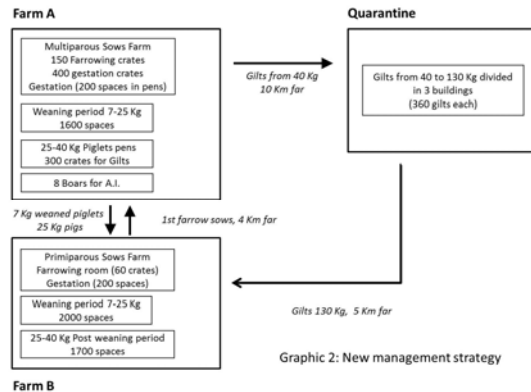 Farm A
Quarantine
Multiparous Sows Farm
150 Farrowing crates
400 gestation crates
Gestation (200 spaces in pens)
Weaning period 7-25 Kg
1600 spaces
25-40 Kg Piglets pens
300 crates for Gilts
8 Boars for A.I.
Gilts from 40 Kg
10 Km far
Gilts from 40 to 130 Kg divided
in 3 buildings
(360 gilts each)
7 Kg weaned piglets
25 Kg pigs
1st farrow sows, 4 Km far
Primiparous Sows Farm
Farrowing room (60 crates)
Gestation (200 spaces)
Weaning period 7-25 Kg
2000 spaces
25-40 Kg Post weaning period
1700 spaces
Gilts 130 Kg, 5 Km far
Graphic 2: New management strategy
Farm B